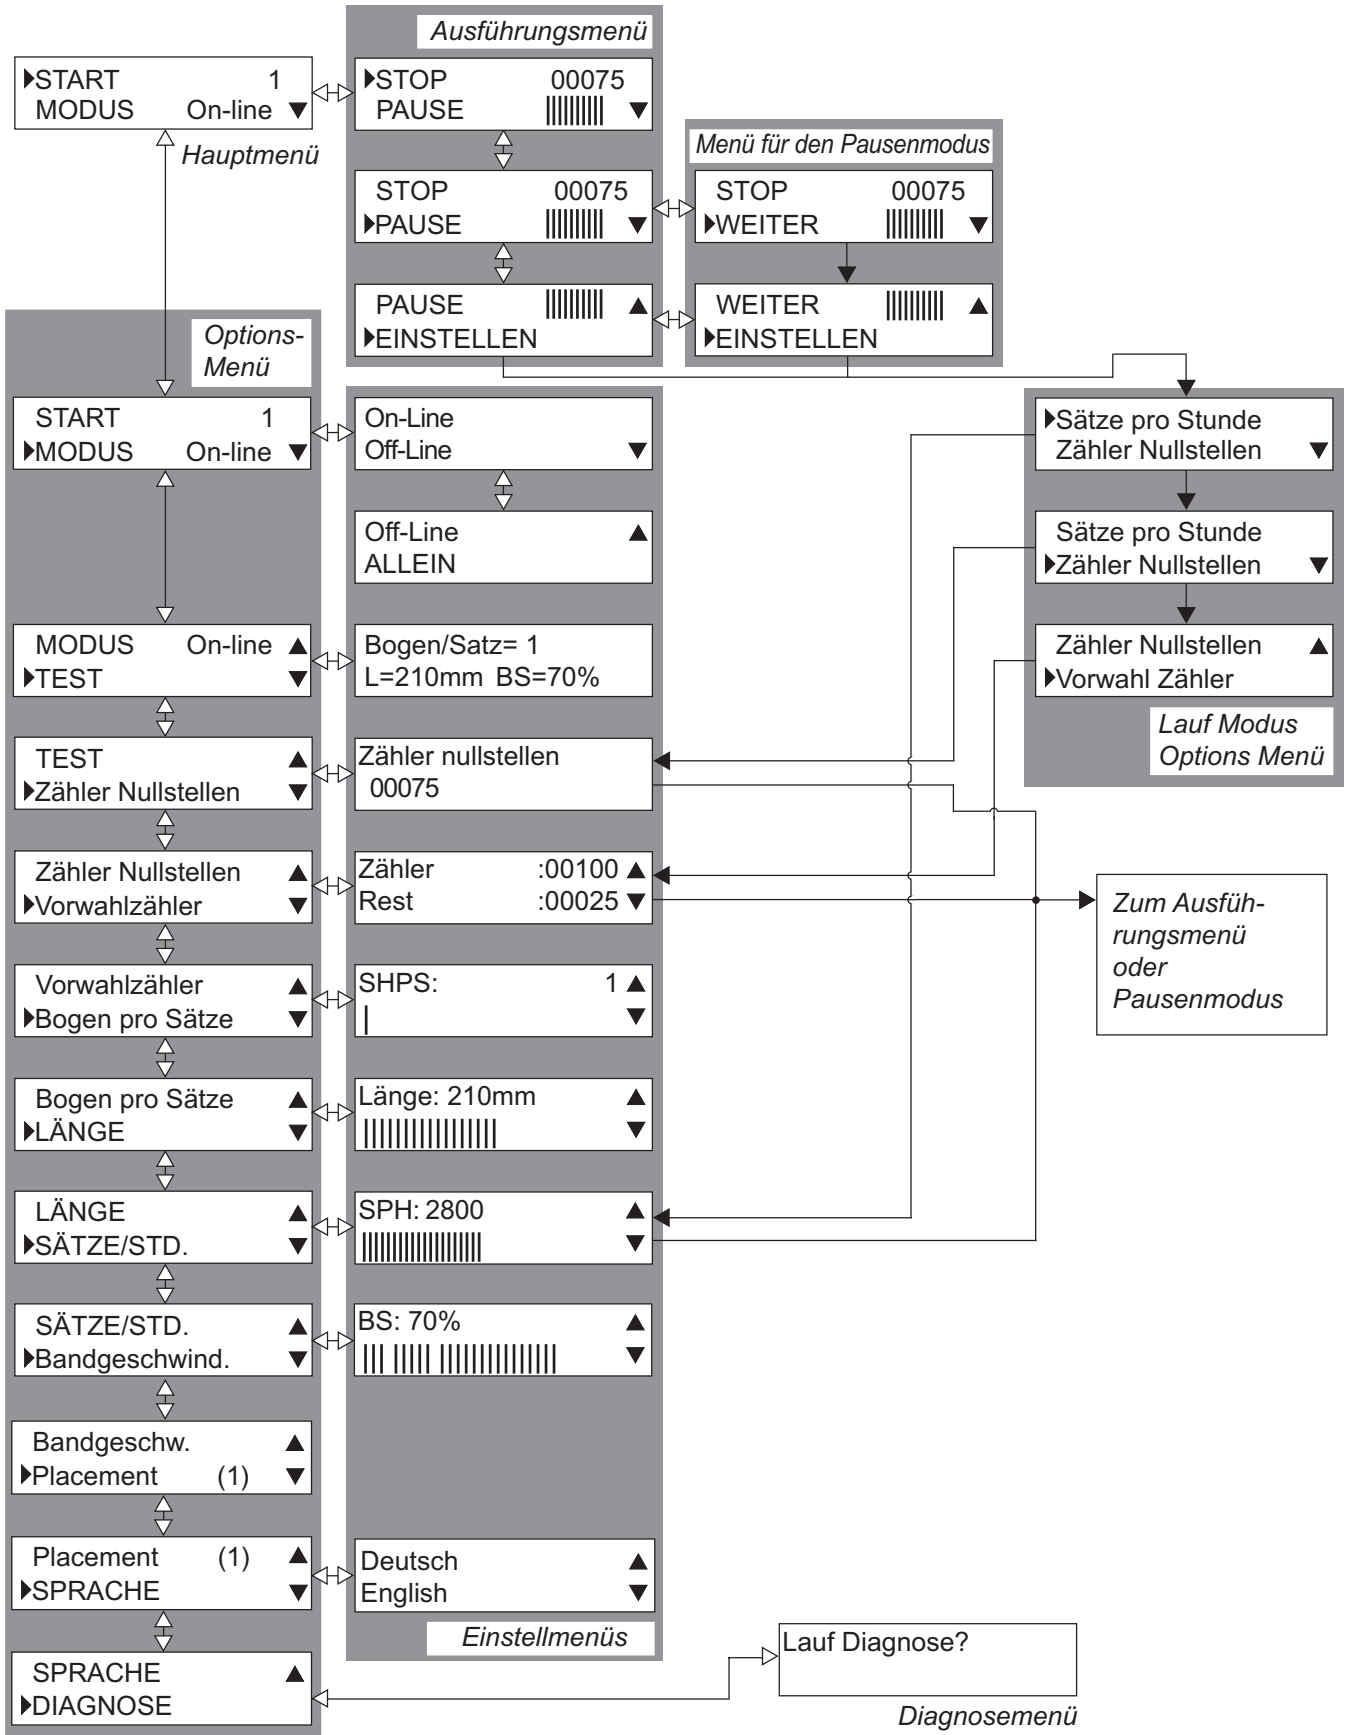 Ausführungsmenü
▶START 1
MODUS On-line ▼
Hauptmenü
▶STOP 00075
PAUSE |||||||||| ▼
STOP 00075
▶PAUSE |||||||||| ▼
PAUSE |||||||||| ▲
▶EINSTELLEN
Menü für den Pausenmodus
STOP 00075
▶WEITER |||||||||| ▼
WEITER |||||||||| ▲
▶EINSTELLEN
Options-
Menü
START 1
▶MODUS On-line ▼
On-Line
Off-Line ▼
Off-Line ▲
ALLEIN
▶Sätze pro Stunde
Zähler Nullstellen ▼
Sätze pro Stunde
▶Zähler Nullstellen ▼
Zähler Nullstellen ▲
▶Vorwahl Zähler
Lauf Modus
Options Menü
MODUS On-line ▲
▶TEST ▼
Bogen/Satz= 1
L=210mm BS=70%
TEST ▲
▶Zähler Nullstellen ▼
Zähler nullstellen
00075
Zähler Nullstellen ▲
▶Vorwahlzähler ▼
Zähler :00100 ▲
Rest :00025 ▼
Zum Ausfüh-
rungsmenü
oder
Pausenmodus
Vorwahlzähler ▲
▶Bogen pro Sätze ▼
SHPS: 1 ▲
| ▼
Bogen pro Sätze ▲
▶LÄNGE ▼
Länge: 210mm ▲
||||||||||||||||| ▼
LÄNGE ▲
▶SÄTZE/STD. ▼
SPH: 2800 ▲
|||||||||||||||||||| ▼
SÄTZE/STD. ▲
▶Bandgeschwind. ▼
BS: 70% ▲
||| ||||| ||||||||||||||| ▼
Bandgeschw. ▲
▶Placement (1) ▼
Placement (1) ▲
▶SPRACHE ▼
Deutsch ▲
English ▼
Einstellmenüs
SPRACHE ▲
▶DIAGNOSE
Lauf Diagnose?
Diagnosemenü